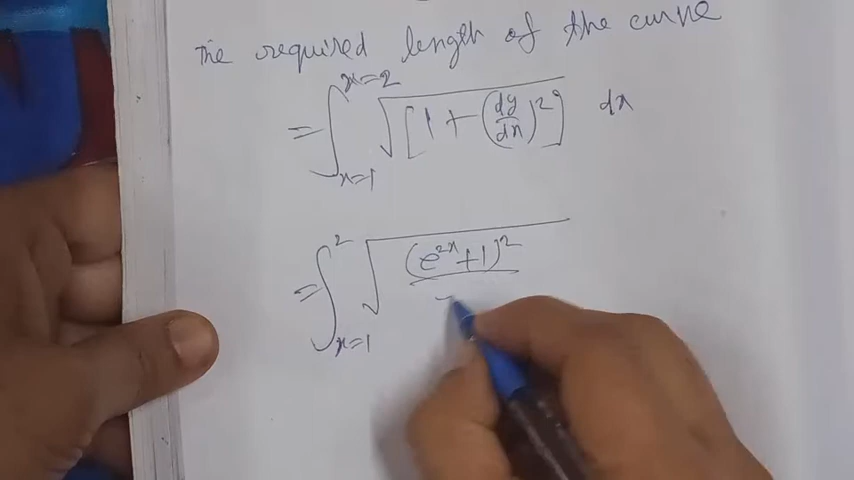 The required length of the curve
= ∫_{x=1}^{x=2} √[1 + (dy/dx)^2] dx
= ∫_{x=1}^{2} √(e^{2x}+1)^2